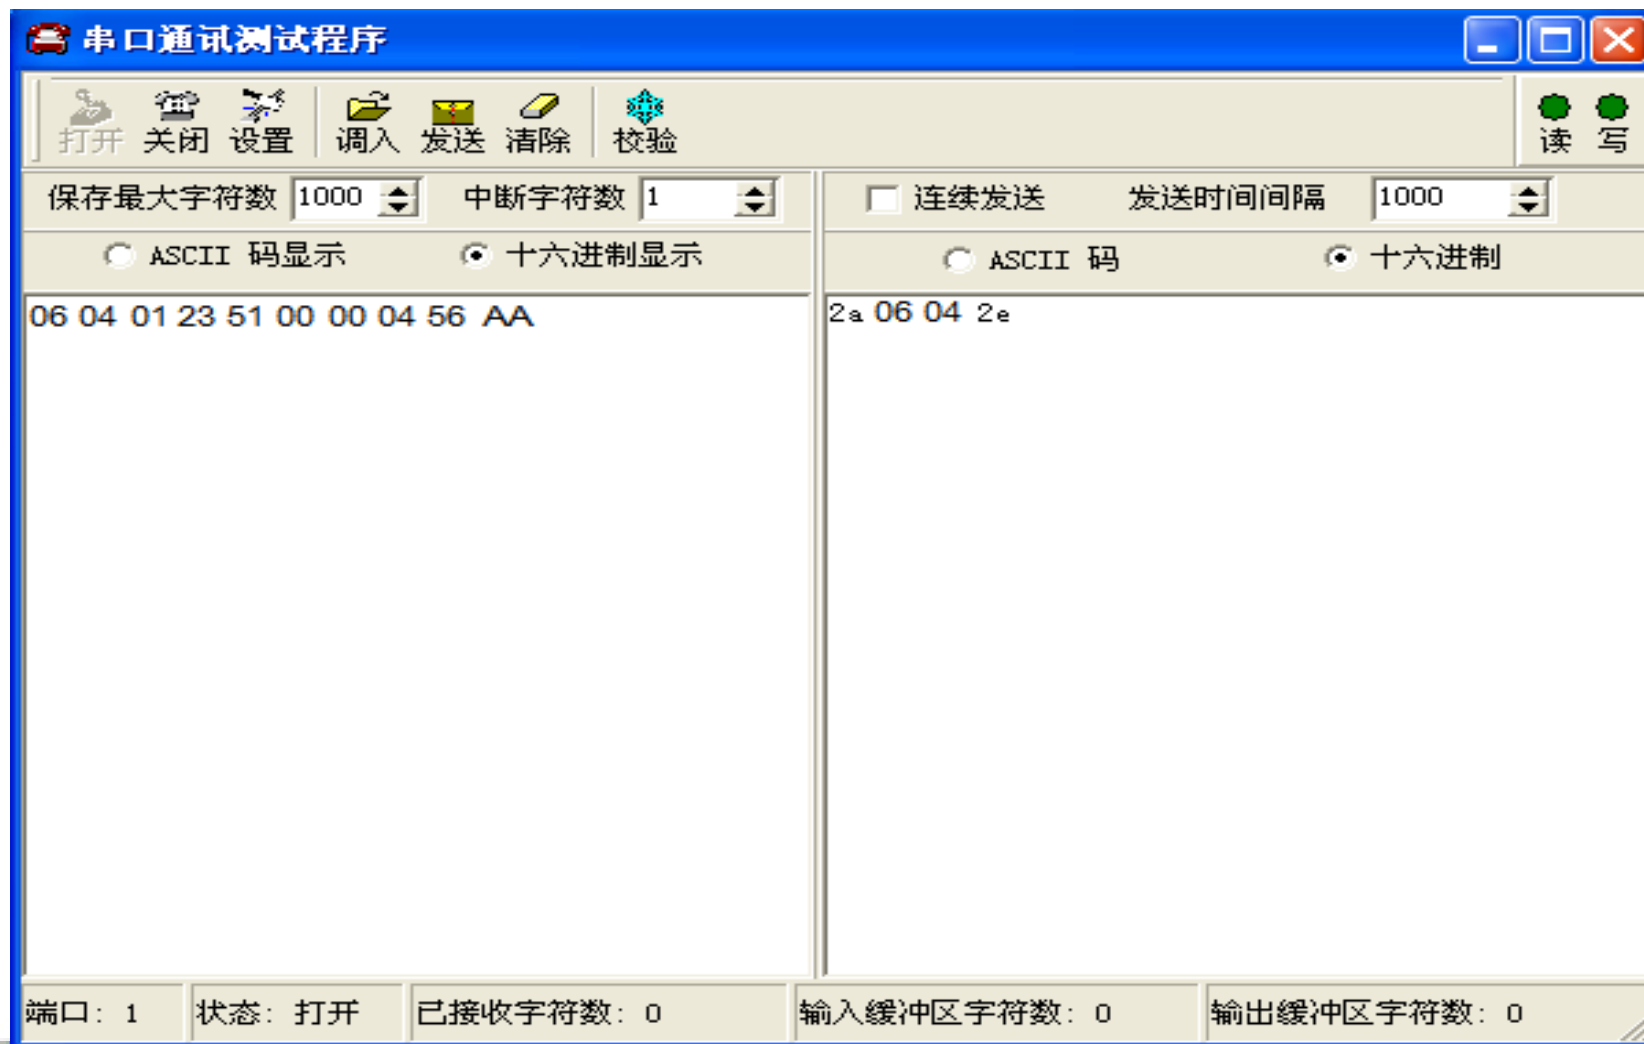 串口通讯测试程序
打开 关闭 设置 调入 发送 清除 校验 读 写
保存最大字符数 1000 中断字符数 1 连续发送 发送时间间隔 1000
ASCII 码显示 十六进制显示 ASCII 码 十六进制
06 04 01 23 51 00 00 04 56 AA
2a 06 04 2e
端口: 1 状态: 打开 已接收字符数: 0 输入缓冲区字符数: 0 输出缓冲区字符数: 0